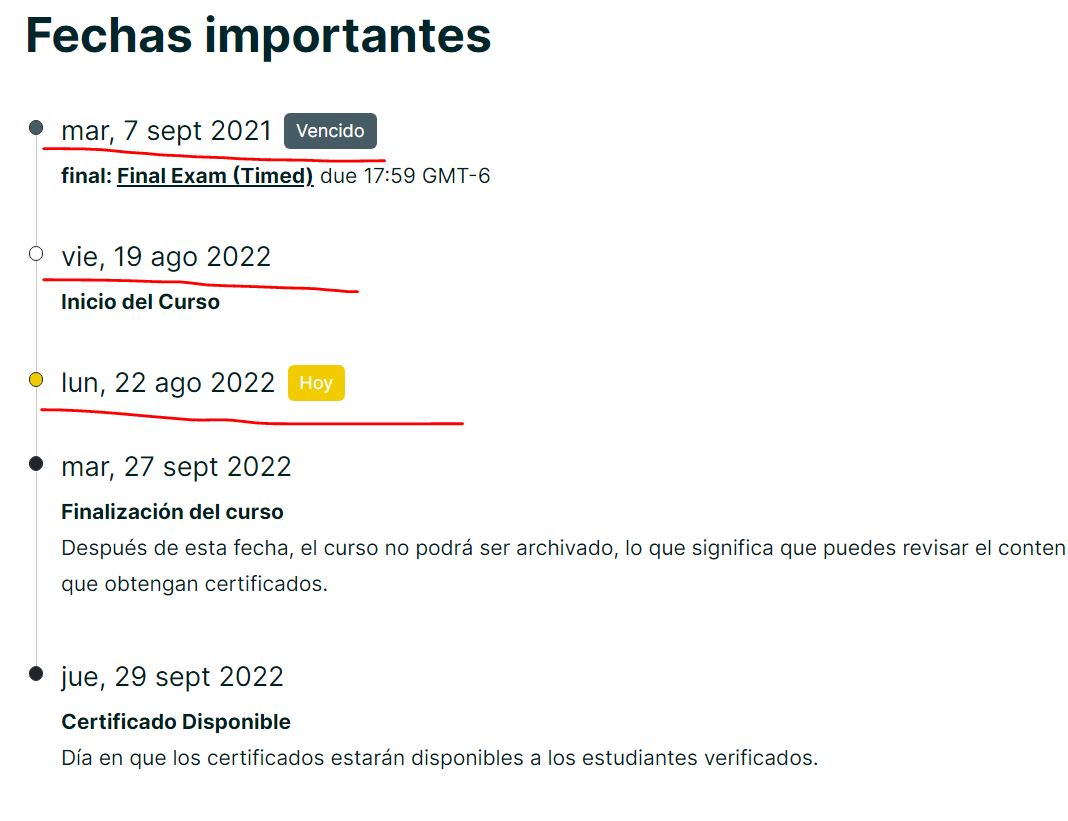 Fechas importantes
mar, 7 sept 2021 Vencido
final: Final Exam (Timed) due 17:59 GMT-6
vie, 19 ago 2022
Inicio del Curso
lun, 22 ago 2022 Hoy
mar, 27 sept 2022
Finalización del curso
Después de esta fecha, el curso no podrá ser archivado, lo que significa que puedes revisar el conten
que obtengan certificados.
jue, 29 sept 2022
Certificado Disponible
Día en que los certificados estarán disponibles a los estudiantes verificados.